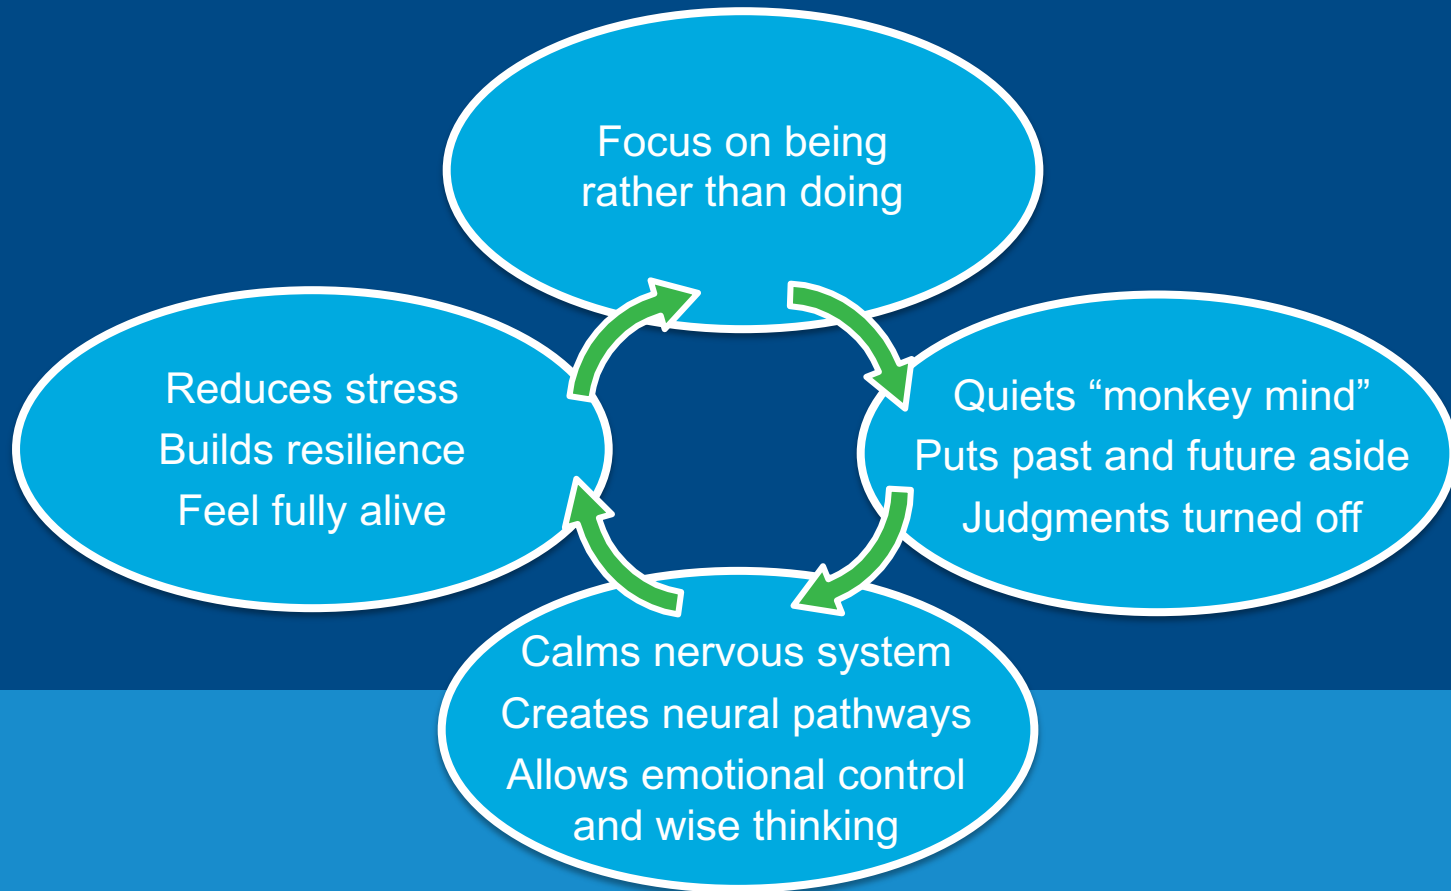 Focus on being
rather than doing
Quiets “monkey mind”
Puts past and future aside
Judgments turned off
Calms nervous system
Creates neural pathways
Allows emotional control
and wise thinking
Reduces stress
Builds resilience
Feel fully alive